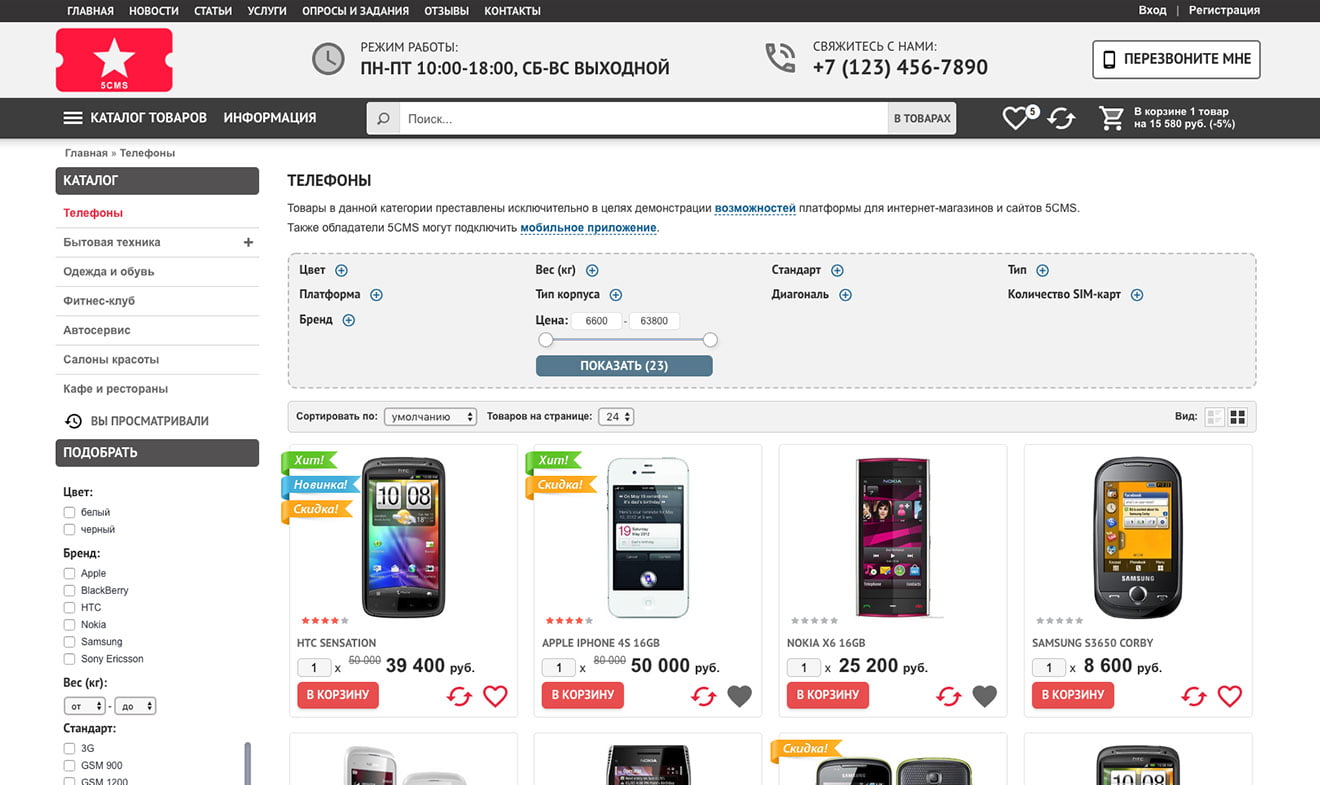 ГЛАВНАЯ НОВОСТИ СТАТЬИ УСЛУГИ ОПРОСЫ И ЗАДАНИЯ ОТЗЫВЫ КОНТАКТЫ Вход | Регистрация
5CMS
РЕЖИМ РАБОТЫ:
ПН-ПТ 10:00-18:00, СБ-ВС ВЫХОДНОЙ
СВЯЖИТЕСЬ С НАМИ:
+7 (123) 456-7890
ПЕРЕЗВОНИТЕ МНЕ
КАТАЛОГ ТОВАРОВ ИНФОРМАЦИЯ
Поиск... В ТОВАРАХ
5
В корзине 1 товар
на 15 580 руб. (-5%)
Главная » Телефоны
КАТАЛОГ
Телефоны
Бытовая техника +
Одежда и обувь
Фитнес-клуб
Автосервис
Салоны красоты
Кафе и рестораны
ВЫ ПРОСМАТРИВАЛИ
ПОДОБРАТЬ
Цвет:
белый
черный
Бренд:
Apple
BlackBerry
HTC
Nokia
Samsung
Sony Ericsson
Вес (кг):
от - до
Стандарт:
3G
GSM 900
GSM 1200
ТЕЛЕФОНЫ
Товары в данной категории преставлены исключительно в целях демонстрации возможностей платформы для интернет-магазинов и сайтов 5CMS.
Также обладатели 5CMS могут подключить мобильное приложение.
Цвет Вес (кг) Стандарт Тип
Платформа Тип корпуса Диагональ Количество SIM-карт
Бренд Цена: 6600 - 63800
ПОКАЗАТЬ (23)
Сортировать по: умолчанию Товаров на странице: 24 Вид:
Хит!
Новинка!
Скидка!
HTC SENSATION
1 x 50 000 39 400 руб.
В КОРЗИНУ
Хит!
Скидка!
APPLE IPHONE 4S 16GB
1 x 80 000 50 000 руб.
В КОРЗИНУ
NOKIA
NOKIA X6 16GB
1 x 25 200 руб.
В КОРЗИНУ
SAMSUNG
SAMSUNG S3650 CORBY
1 x 8 600 руб.
В КОРЗИНУ
NOKIA
Скидка!